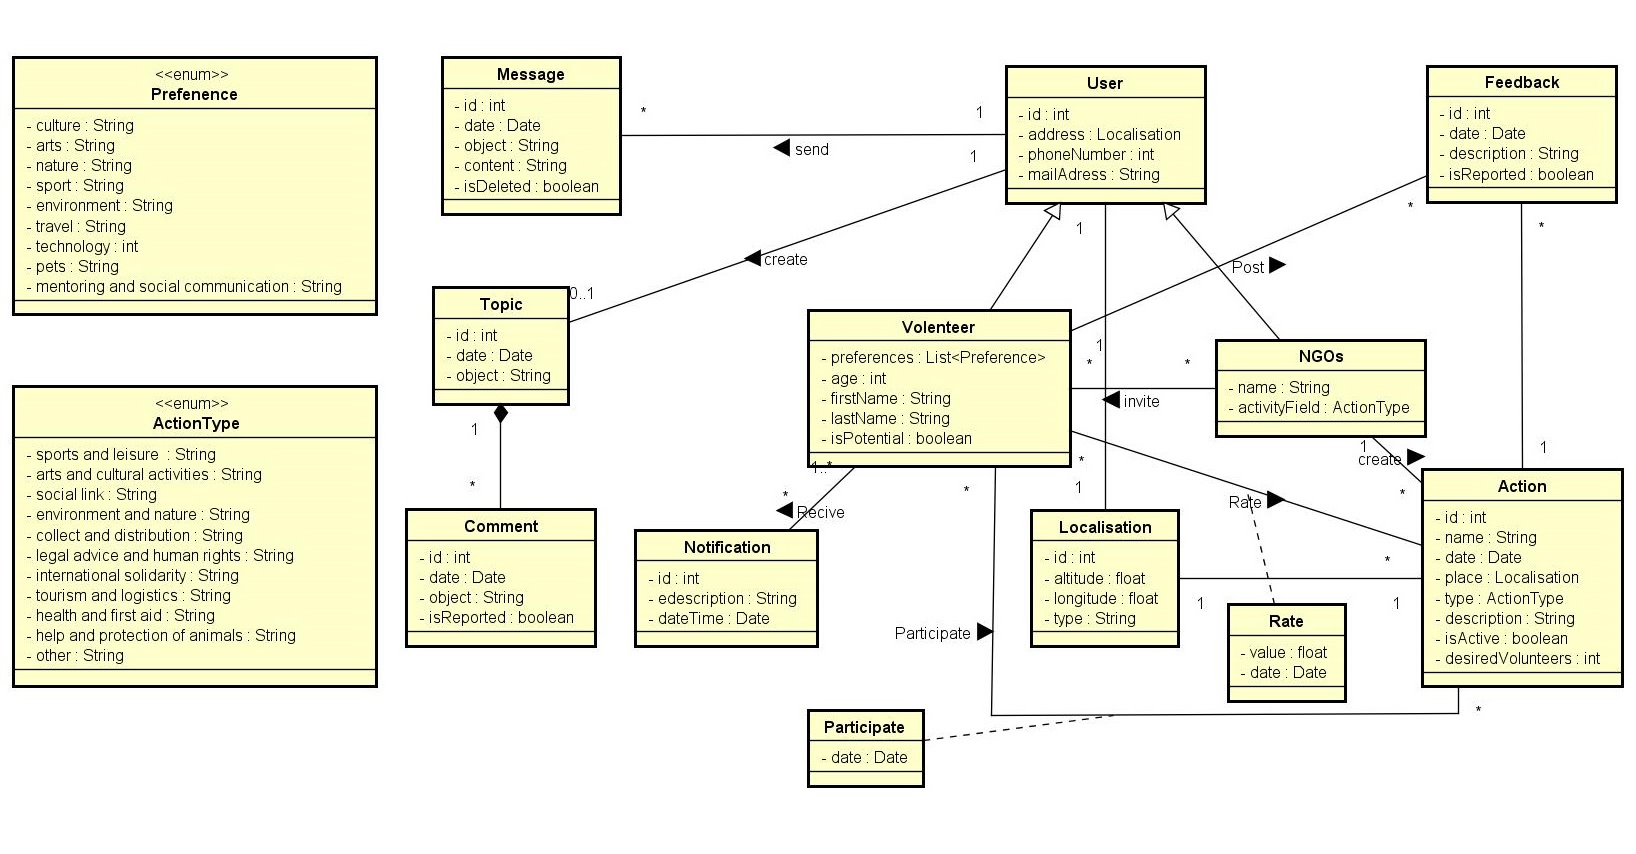 <<enum>>
Prefenence
- culture : String
- arts : String
- nature : String
- sport : String
- environment : String
- travel : String
- technology : int
- pets : String
- mentoring and social communication : String
<<enum>>
ActionType
- sports and leisure  : String
- arts and cultural activities : String
- social link : String
- environment and nature : String
- collect and distribution : String
- legal advice and human rights : String
- international solidarity : String
- tourism and logistics : String
- health and first aid : String
- help and protection of animals : String
- other : String
Message
- id : int
- date : Date
- object : String
- content : String
- isDeleted : boolean
*
1
send
1
create
0..1
Topic
- id : int
- date : Date
- object : String
1
*
Comment
- id : int
- date : Date
- object : String
- isReported : boolean
User
- id : int
- address : Localisation
- phoneNumber : int
- mailAdress : String
1
1
Feedback
- id : int
- date : Date
- description : String
- isReported : boolean
*
*
Post
Volenteer
- preferences : List<Preference>
- age : int
- firstName : String
- lastName : String
- isPotential : boolean
*
*
invite
NGOs
- name : String
- activityField : ActionType
1
create
*
1
1..*
*
Recive
*
*
1
Rate
*
Notification
- id : int
- edescription : String
- dateTime : Date
Localisation
- id : int
- altitude : float
- longitude : float
- type : String
1
1
Action
- id : int
- name : String
- date : Date
- place : Localisation
- type : ActionType
- description : String
- isActive : boolean
- desiredVolunteers : int
Participate
*
Rate
- value : float
- date : Date
Participate
- date : Date